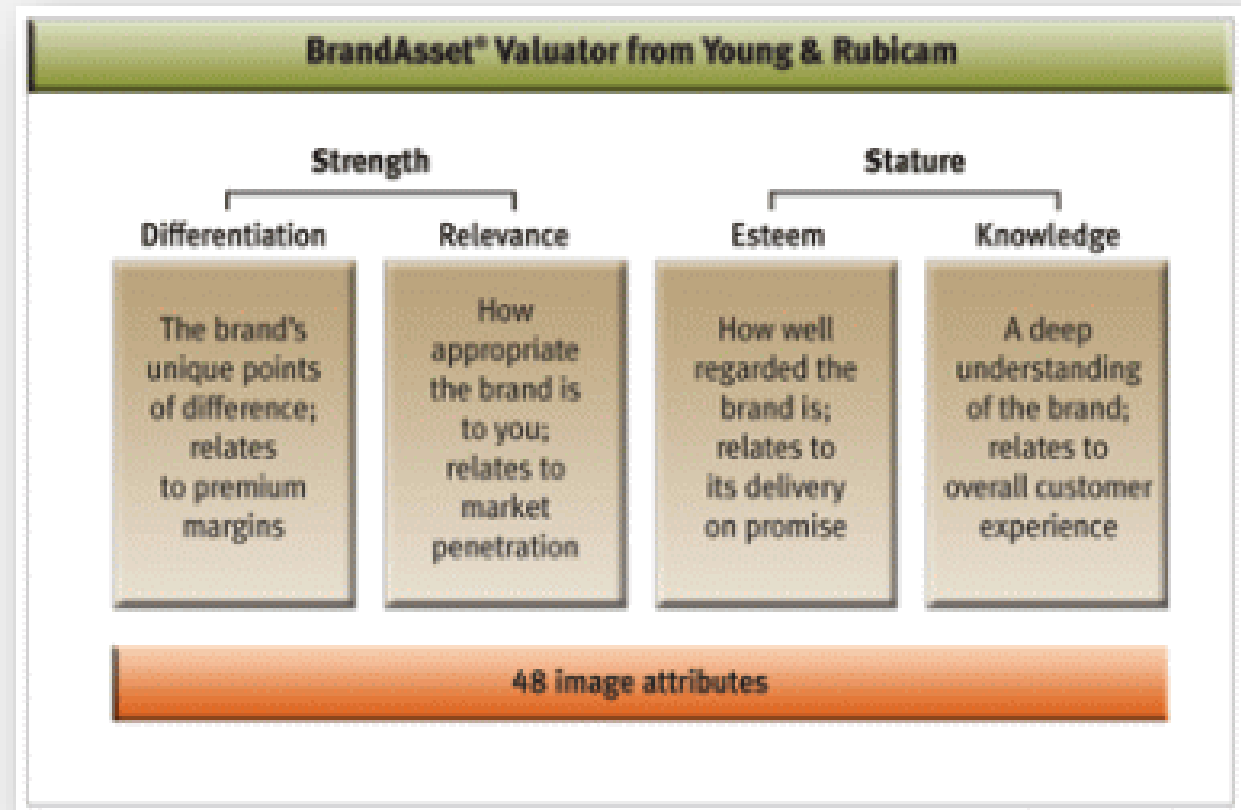 BrandAsset® Valuator from Young & Rubicam
Strength
Stature
Differentiation
Relevance
Esteem
Knowledge
The brand's
unique points
of difference;
relates
to premium
margins
How
appropriate
the brand is
to you;
relates to
market
penetration
How well
regarded the
brand is;
relates to
its delivery
on promise
A deep
understanding
of the brand;
relates to
overall customer
experience
48 image attributes